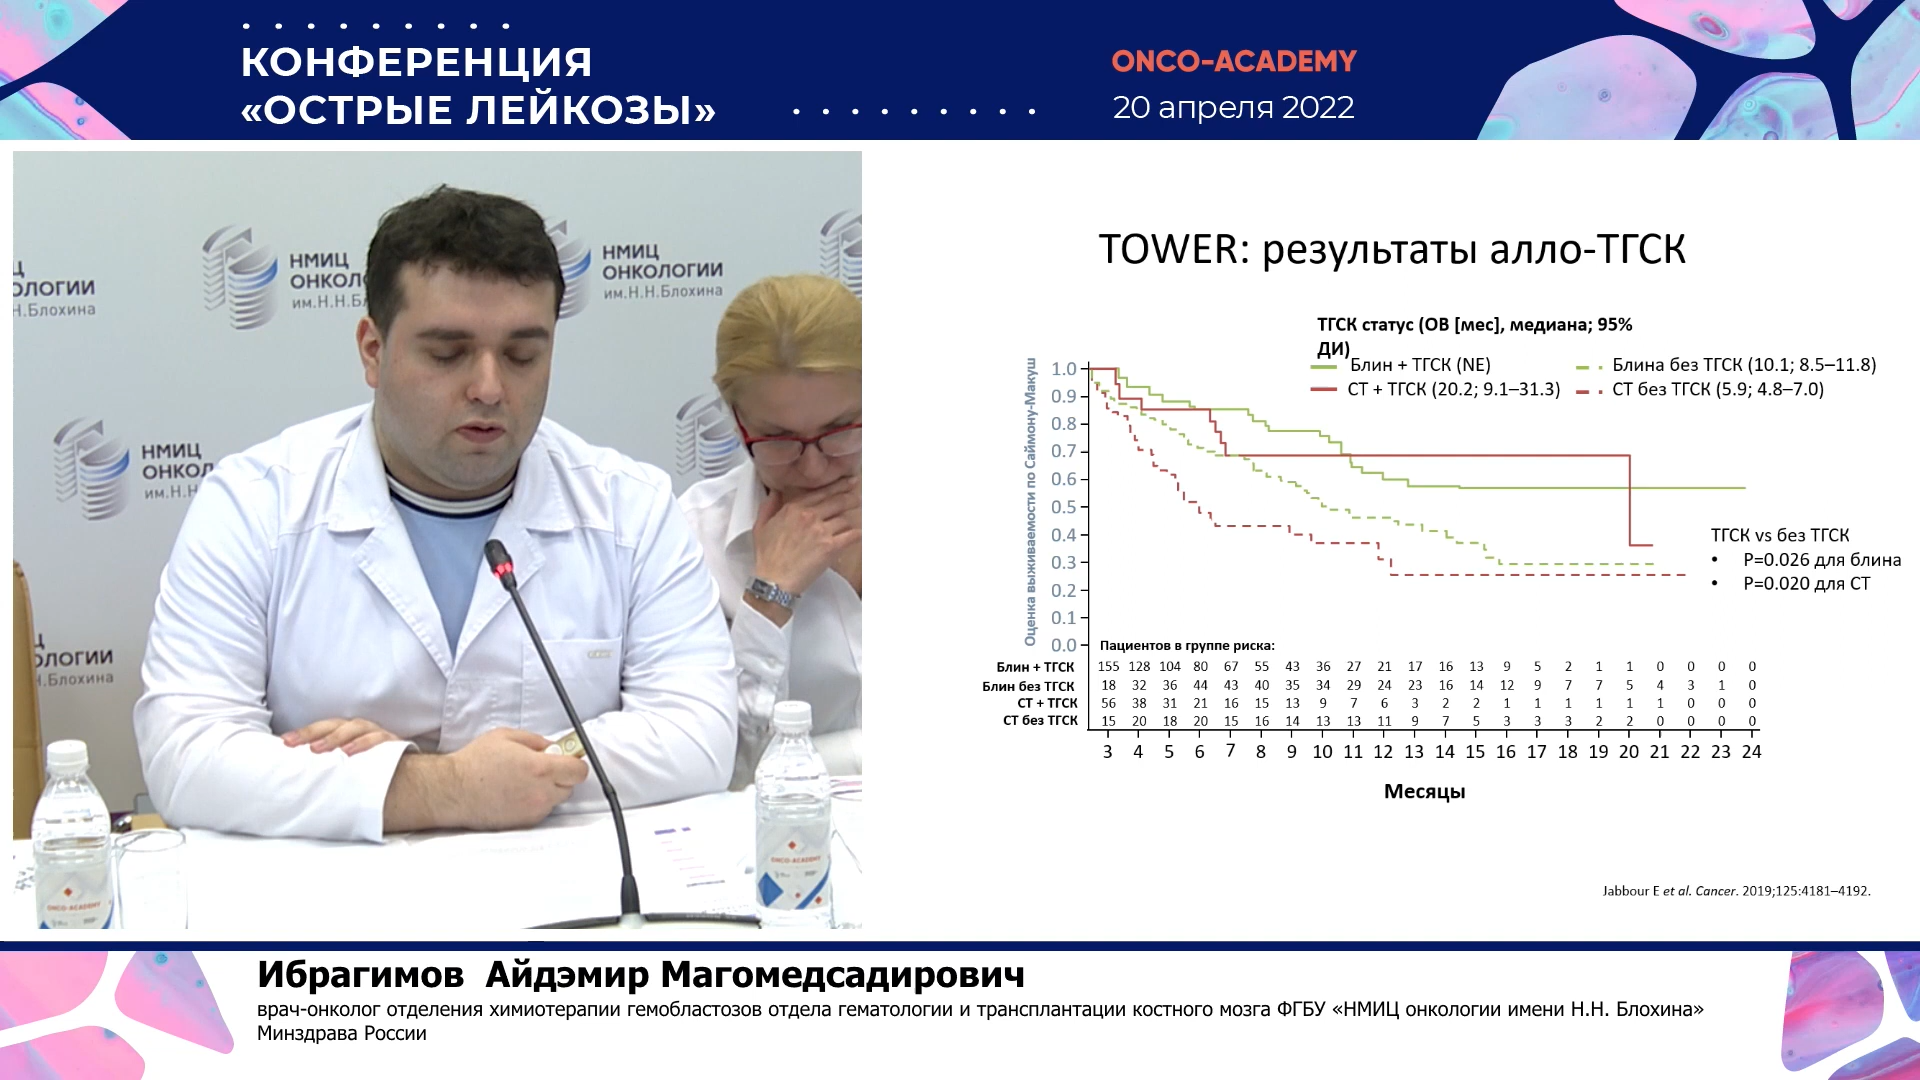 КОНФЕРЕНЦИЯ
«ОСТРЫЕ ЛЕЙКОЗЫ»
ONCO-ACADEMY
20 апреля 2022
НМИЦ
ОНКОЛОГИИ
им.Н.Н.Блохина
TOWER: результаты алло-ТГСК
ТГСК статус (ОВ [мес], медиана; 95%
ДИ)
Блин + ТГСК (NE)
Блина без ТГСК (10.1; 8.5–11.8)
СТ + ТГСК (20.2; 9.1–31.3)
СТ без ТГСК (5.9; 4.8–7.0)
Оценка выживаемости по Саймону-Макуш
1.0
0.9
0.8
0.7
0.6
0.5
0.4
0.3
0.2
0.1
0.0
ТГСК vs без ТГСК
• P=0.026 для блина
• P=0.020 для СТ
Пациентов в группе риска:
Блин + ТГСК 155 128 104 80 67 55 43 36 27 21 17 16 13 9 5 2 1 1 0 0 0 0
Блин без ТГСК 18 32 36 44 43 40 35 34 29 24 23 16 14 12 9 7 7 5 4 3 1 0
СТ + ТГСК 56 38 31 21 16 15 13 9 7 6 3 2 2 1 1 1 1 1 1 0 0 0
СТ без ТГСК 15 20 18 20 15 16 14 13 13 11 9 7 5 3 3 3 2 2 0 0 0 0
3 4 5 6 7 8 9 10 11 12 13 14 15 16 17 18 19 20 21 22 23 24
Месяцы
Jabbour E et al. Cancer. 2019;125:4181–4192.
Ибрагимов Айдэмир Магомедсадирович
врач-онколог отделения химиотерапии гемобластозов отдела гематологии и трансплантации костного мозга ФГБУ «НМИЦ онкологии имени Н.Н. Блохина»
Минздрава России